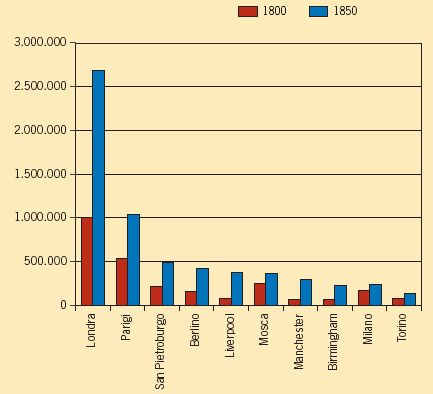 1800 1850
3.000.000
2.500.000
2.000.000
1.500.000
1.000.000
500.000
0
Londra
Parigi
San Pietroburgo
Berlino
Liverpool
Mosca
Manchester
Birmingham
Milano
Torino